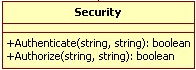 Security
+Authenticate(string, string): boolean
+Authorize(string, string): boolean